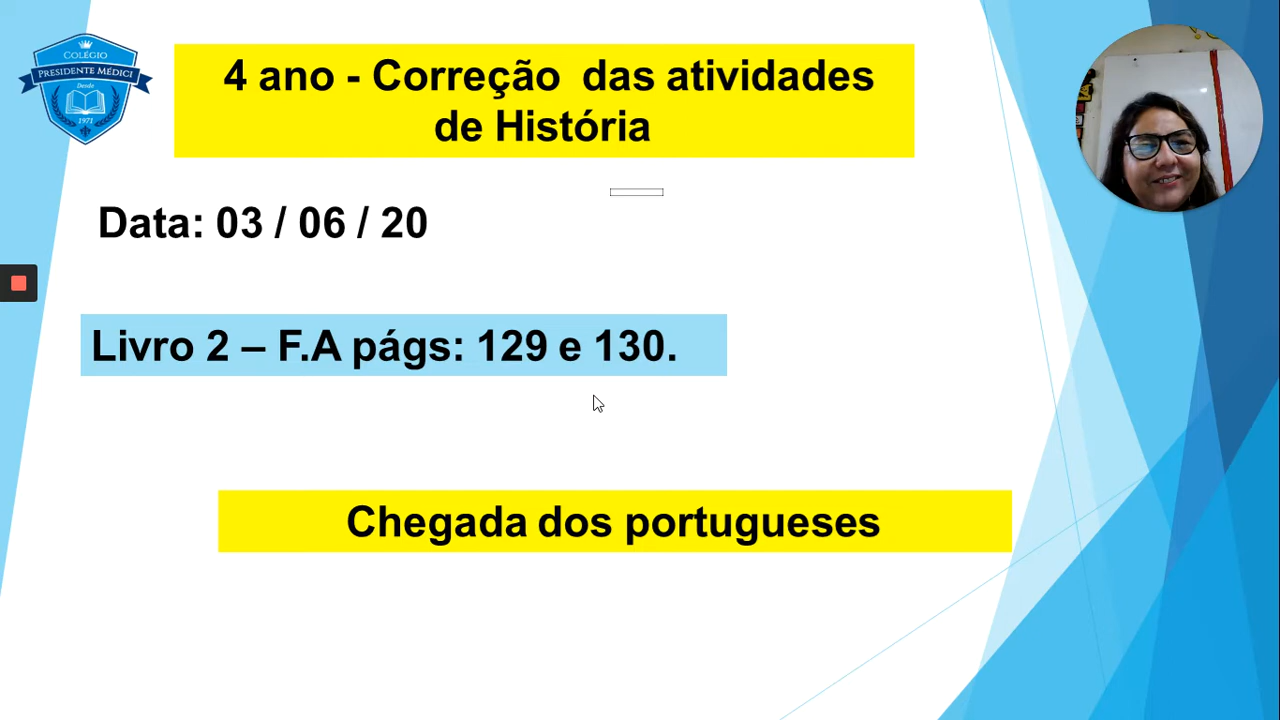 COLÉGIO
PRESIDENTE MÉDICI
Desde
1971
4 ano - Correção das atividades
de História
Data: 03 / 06 / 20
Livro 2 – F.A págs: 129 e 130.
Chegada dos portugueses